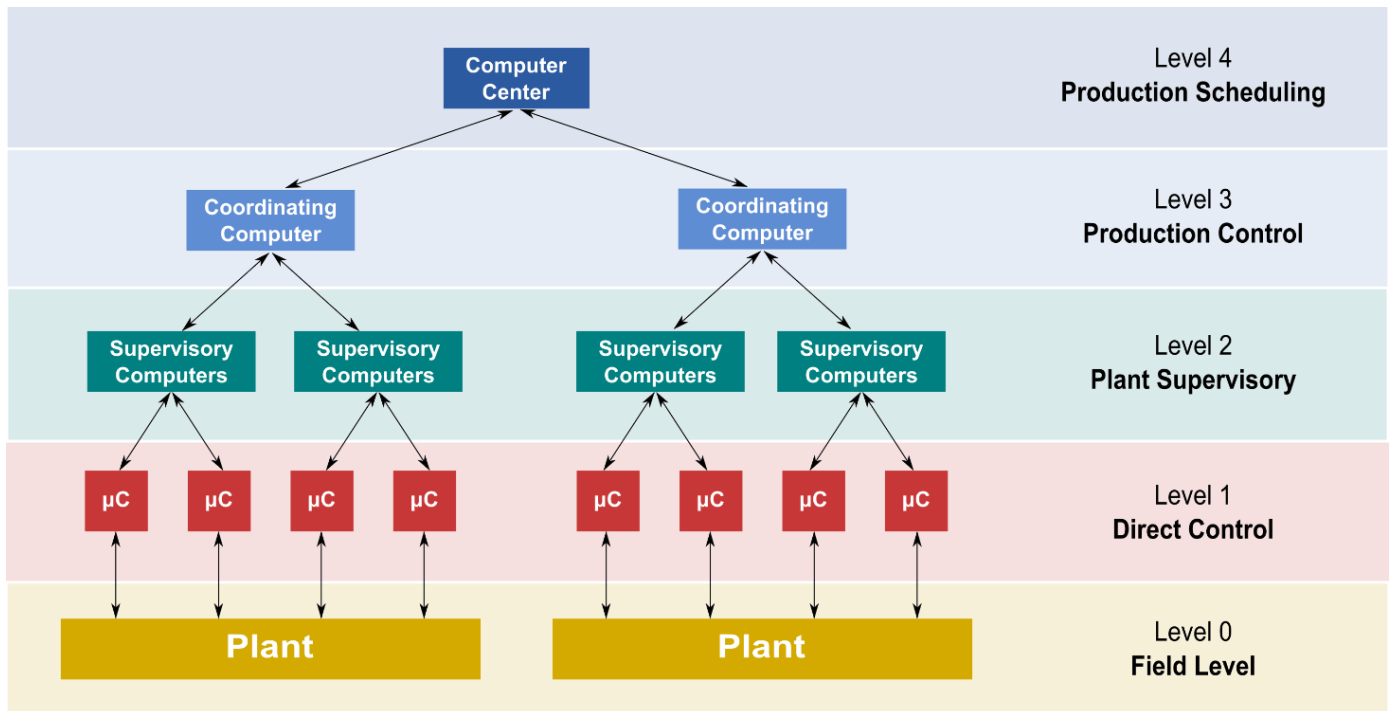 Computer
Center
Level 4
Production Scheduling
Coordinating
Computer
Coordinating
Computer
Level 3
Production Control
Supervisory
Computers
Supervisory
Computers
Supervisory
Computers
Supervisory
Computers
Level 2
Plant Supervisory
µC
µC
µC
µC
µC
µC
µC
µC
Level 1
Direct Control
Plant
Plant
Level 0
Field Level